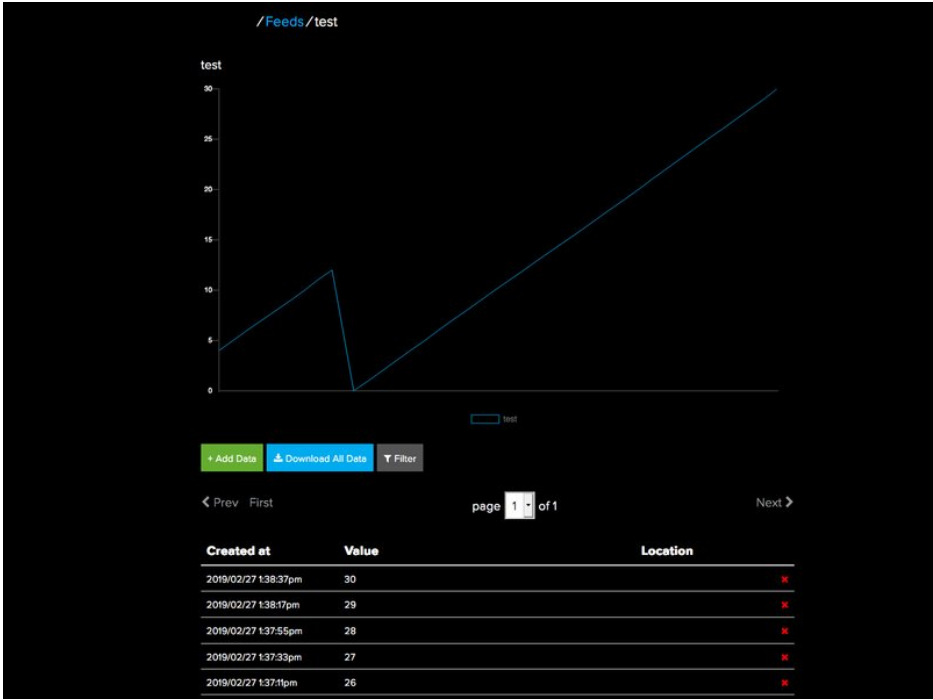 /Feeds/test
test
30
25
20
15
10
5
0
test
+ Add Data Download All Data Filter
Prev First page 1 of 1 Next
Created at Value Location
2019/02/27 1:38:37pm 30
2019/02/27 1:38:17pm 29
2019/02/27 1:37:55pm 28
2019/02/27 1:37:33pm 27
2019/02/27 1:37:11pm 26